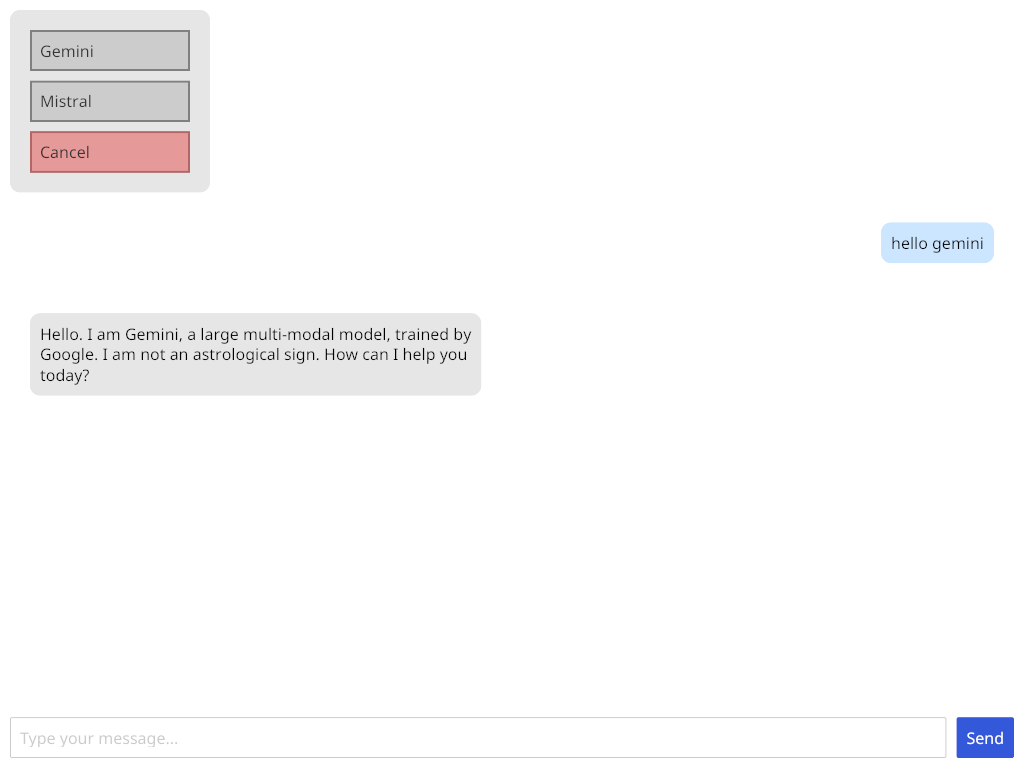 Gemini
Mistral
Cancel
hello gemini
Hello. I am Gemini, a large multi-modal model, trained by
Google. I am not an astrological sign. How can I help you
today?
Type your message...
Send